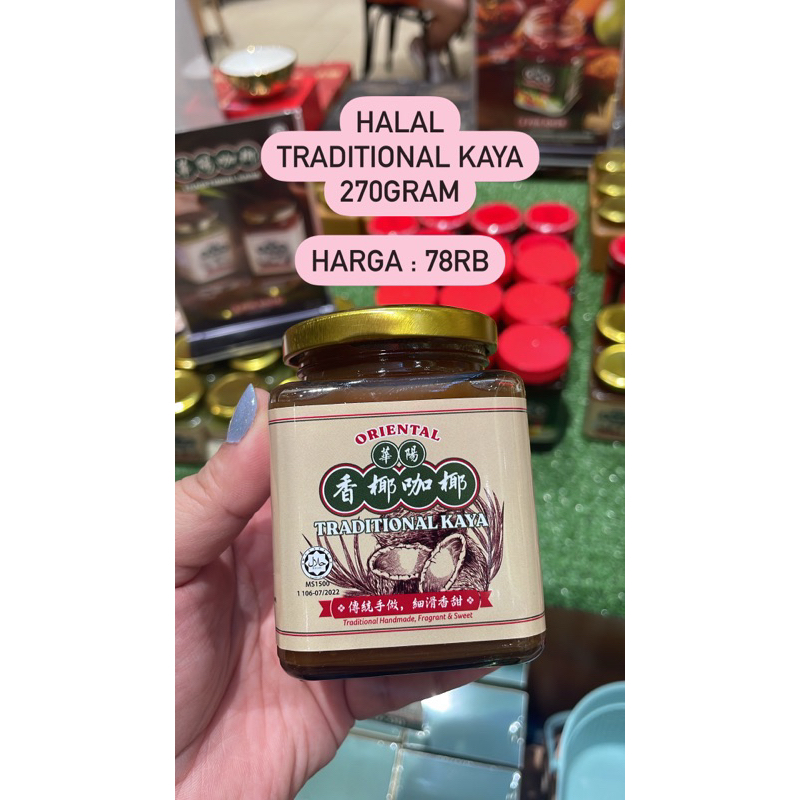 HALAL
TRADITIONAL KAYA
270GRAM
HARGA : 78RB
ORIENTAL
華陽
香椰咖椰
TRADITIONAL KAYA
حلال
MS1500
1 106-07/2022
傳統手做，細滑香甜
Traditional Handmade, Fragrant & Sweet